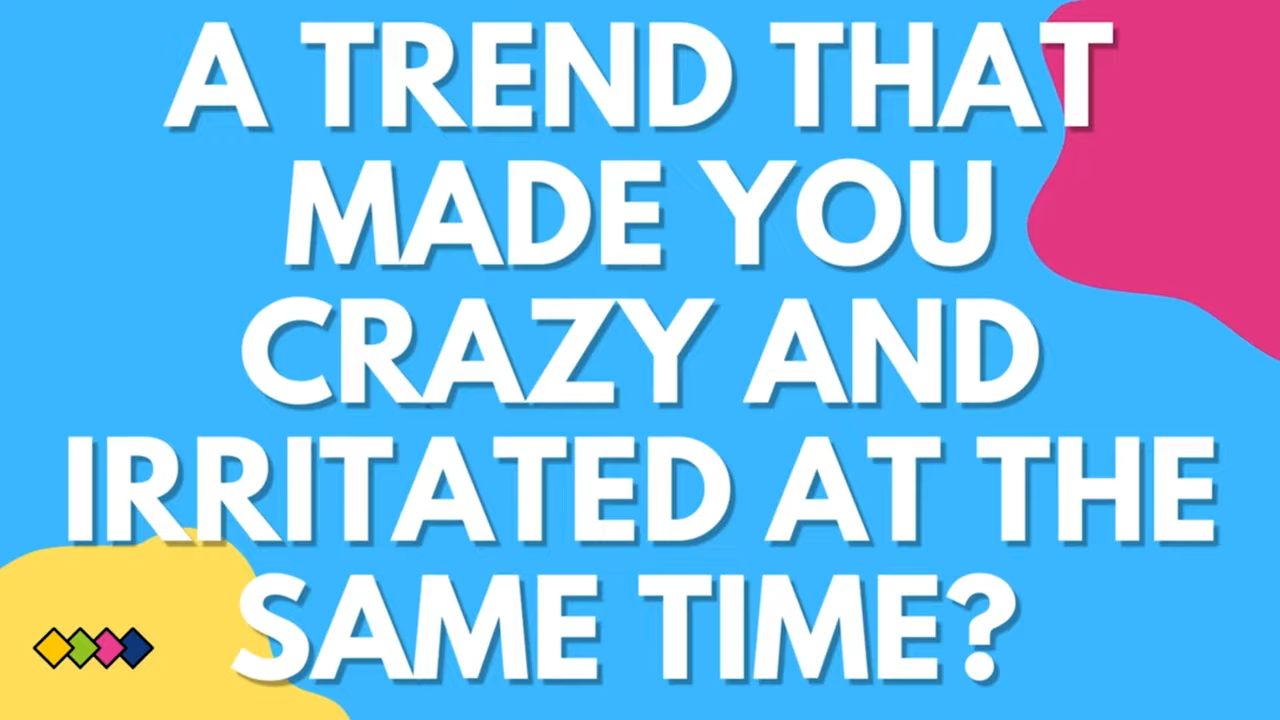 A TREND THAT
MADE YOU
CRAZY AND
IRRITATED AT THE
SAME TIME?